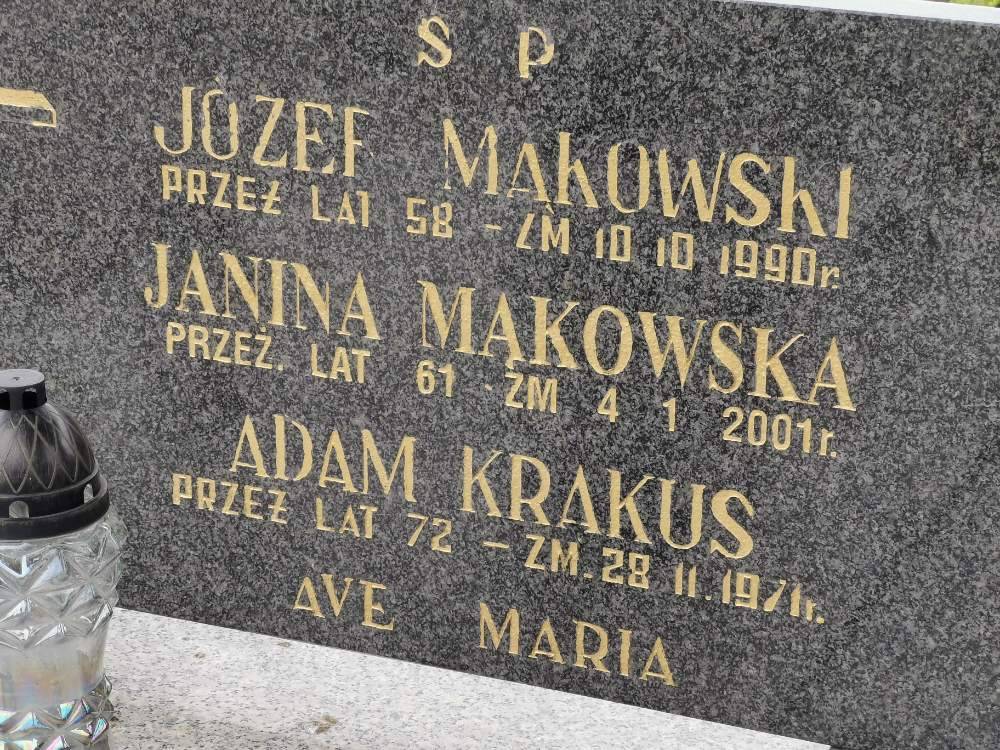 S P
JÓZEF MĄKOWSKI
PRZEŻ LAT 58 - ZM 10 10 1990r.
JANINA MĄKOWSKA
PRZEŻ. LAT 61 · ZM 4 1 2001r.
ADAM KRAKUS
PRZEŻ LAT 72 - ZM. 28 11. 1971r.
AVE MARIA